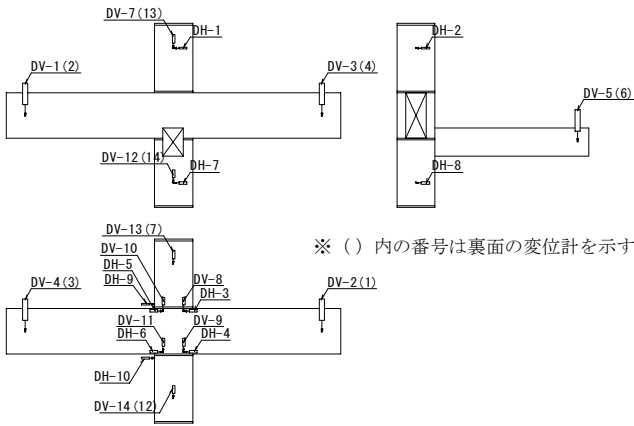 DV-7(13)
DH-1
DV-1(2)
DV-3(4)
DV-12(14)
DH-7
DH-2
DV-5(6)
DH-8
DV-13(7)
※（）内の番号は裏面の変位計を示す
DV-10
DH-5
DH-9
DV-8
DH-3
DV-4(3)
DV-2(1)
DV-11
DH-6
DV-9
DH-4
DH-10
DV-14(12)